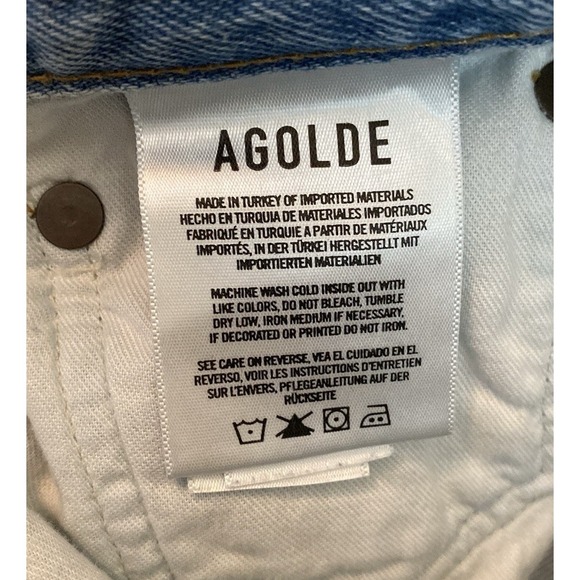 AGOLDE
MADE IN TURKEY OF IMPORTED MATERIALS
HECHO EN TURQUIA DE MATERIALES IMPORTADOS
FABRIQUÉ EN TURQUIE A PARTIR DE MATÉRIAUX
IMPORTÉS, IN DER TÜRKEI HERGESTELLT MIT
IMPORTIERTEN MATERIALIEN
MACHINE WASH COLD INSIDE OUT WITH
LIKE COLORS, DO NOT BLEACH, TUMBLE
DRY LOW, IRON MEDIUM IF NECESSARY,
IF DECORATED OR PRINTED DO NOT IRON.
SEE CARE ON REVERSE, VEA EL CUIDADO EN EL
REVERSO, VOIR LES INSTRUCTIONS D'ENTRETIEN
SUR L'ENVERS, PFLEGEANLEITUNG AUF DER
RÜCKSEITE